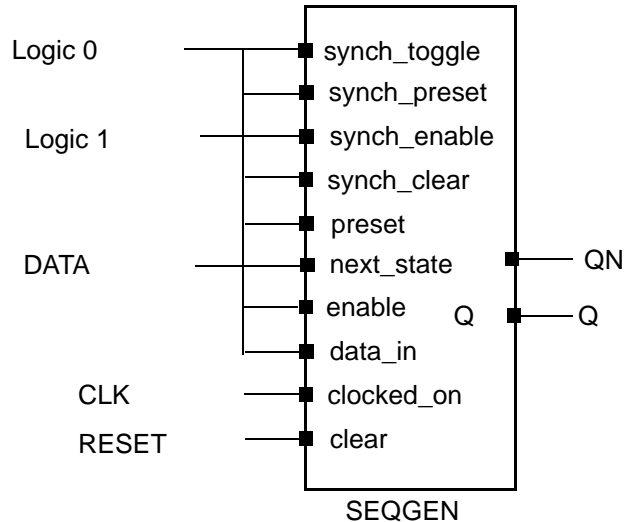 Logic 0
synch_toggle
synch_preset
Logic 1
synch_enable
synch_clear
preset
DATA
next_state
QN
enable
Q
Q
data_in
CLK
clocked_on
RESET
clear
SEQGEN